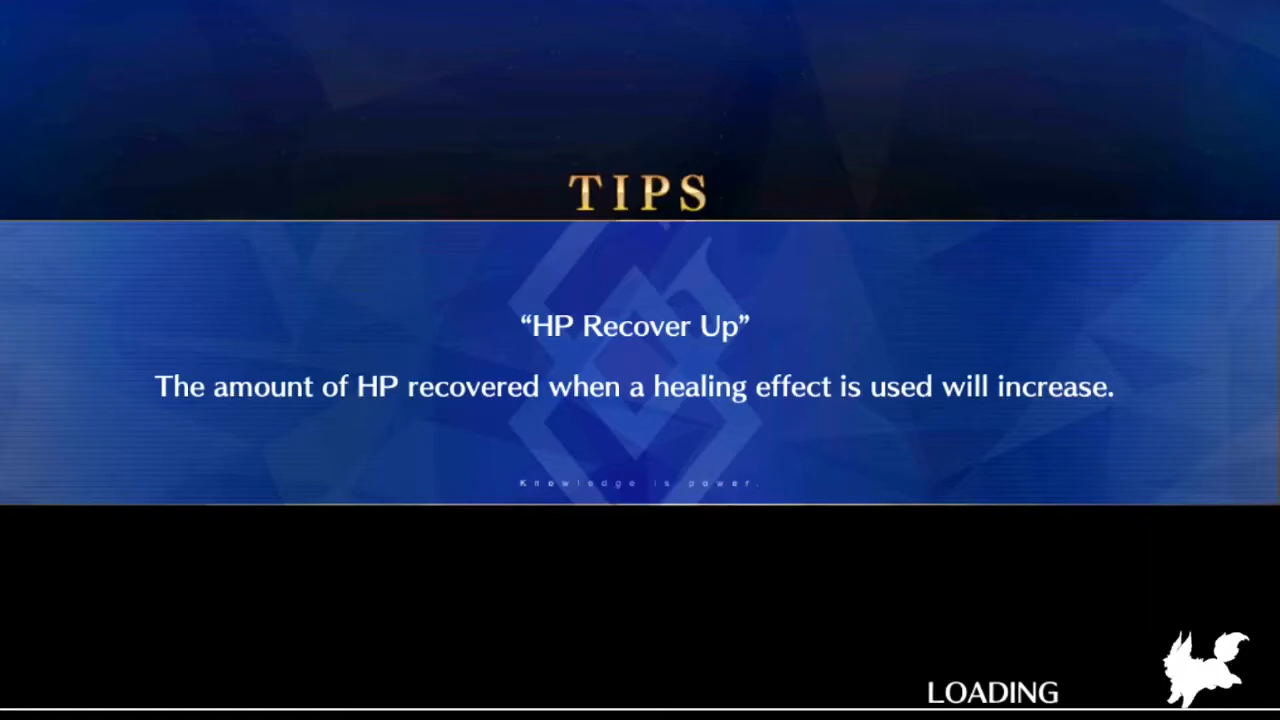 TIPS
“HP Recover Up”
The amount of HP recovered when a healing effect is used will increase.
Knowledge is power.
LOADING